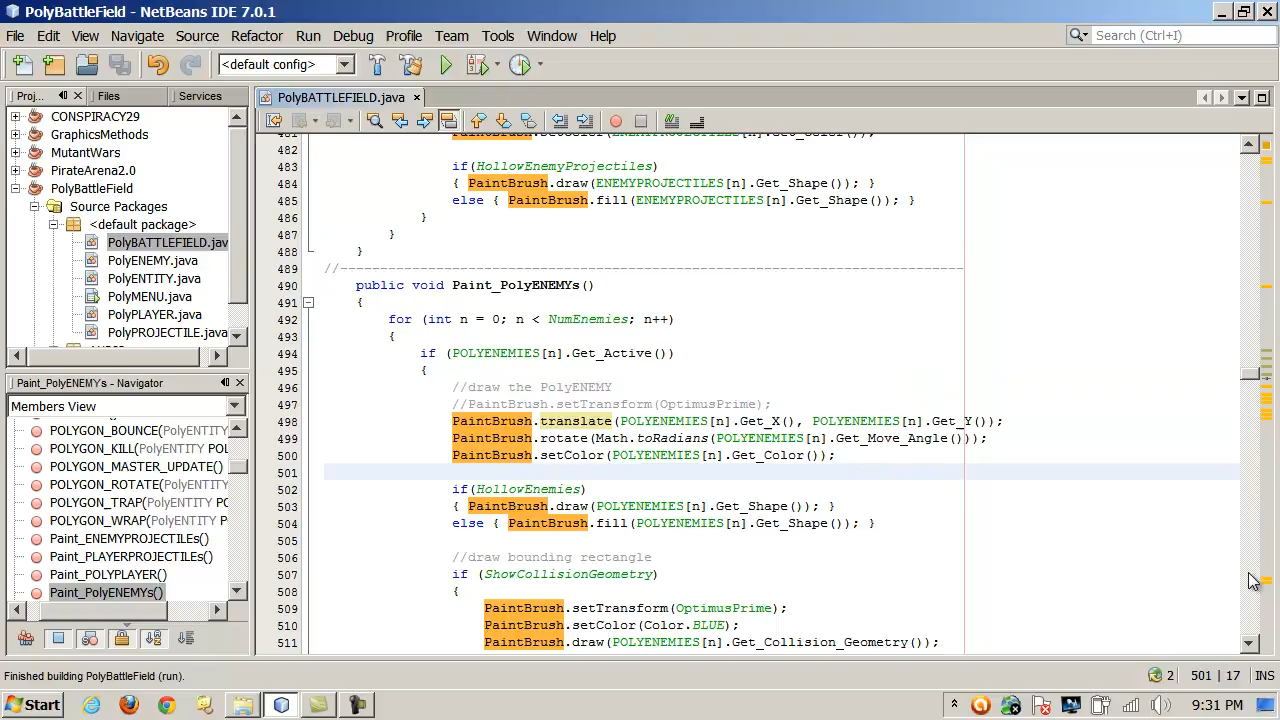 PolyBattleField - NetBeans IDE 7.0.1
File Edit View Navigate Source Refactor Run Debug Profile Team Tools Window Help
Search (Ctrl+I)
<default config>
Proj... Files Services
PolyBATTLEFIELD.java
CONSPIRACY29
GraphicsMethods
MutantWars
PirateArena2.0
PolyBattleField
Source Packages
<default package>
PolyBATTLEFIELD.jav
PolyENEMY.java
PolyENTITY.java
PolyMENU.java
PolyPLAYER.java
PolyPROJECTILE.java
Paint_PolyENEMYs - Navigator
Members View
POLYGON_BOUNCE(PolyENTITY
POLYGON_KILL(PolyENTITY POL
POLYGON_MASTER_UPDATE()
POLYGON_ROTATE(PolyENTITY
POLYGON_TRAP(PolyENTITY PO
POLYGON_WRAP(PolyENTITY P
Paint_ENEMYPROJECTILEs()
Paint_PLAYERPROJECTILEs()
Paint_POLYPLAYER()
Paint_PolyENEMYs()
482
483 if(HollowEnemyProjectiles)
484 { PaintBrush.draw(ENEMYPROJECTILES[n].Get_Shape()); }
485 else { PaintBrush.fill(ENEMYPROJECTILES[n].Get_Shape()); }
486 }
487 }
488 }
489 //------------------------------------------------------------------------------
490 public void Paint_PolyENEMYs()
491 {
492 for (int n = 0; n < NumEnemies; n++)
493 {
494 if (POLYENEMIES[n].Get_Active())
495 {
496 //draw the PolyENEMY
497 //PaintBrush.setTransform(OptimusPrime);
498 PaintBrush.translate(POLYENEMIES[n].Get_X(), POLYENEMIES[n].Get_Y());
499 PaintBrush.rotate(Math.toRadians(POLYENEMIES[n].Get_Move_Angle()));
500 PaintBrush.setColor(POLYENEMIES[n].Get_Color());
501
502 if(HollowEnemies)
503 { PaintBrush.draw(POLYENEMIES[n].Get_Shape()); }
504 else { PaintBrush.fill(POLYENEMIES[n].Get_Shape()); }
505
506 //draw bounding rectangle
507 if (ShowCollisionGeometry)
508 {
509 PaintBrush.setTransform(OptimusPrime);
510 PaintBrush.setColor(Color.BLUE);
511 PaintBrush.draw(POLYENEMIES[n].Get_Collision_Geometry());
Finished building PolyBattleField (run).
2 501 | 17 INS
Start
9:31 PM